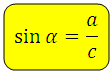 sin α = a/c